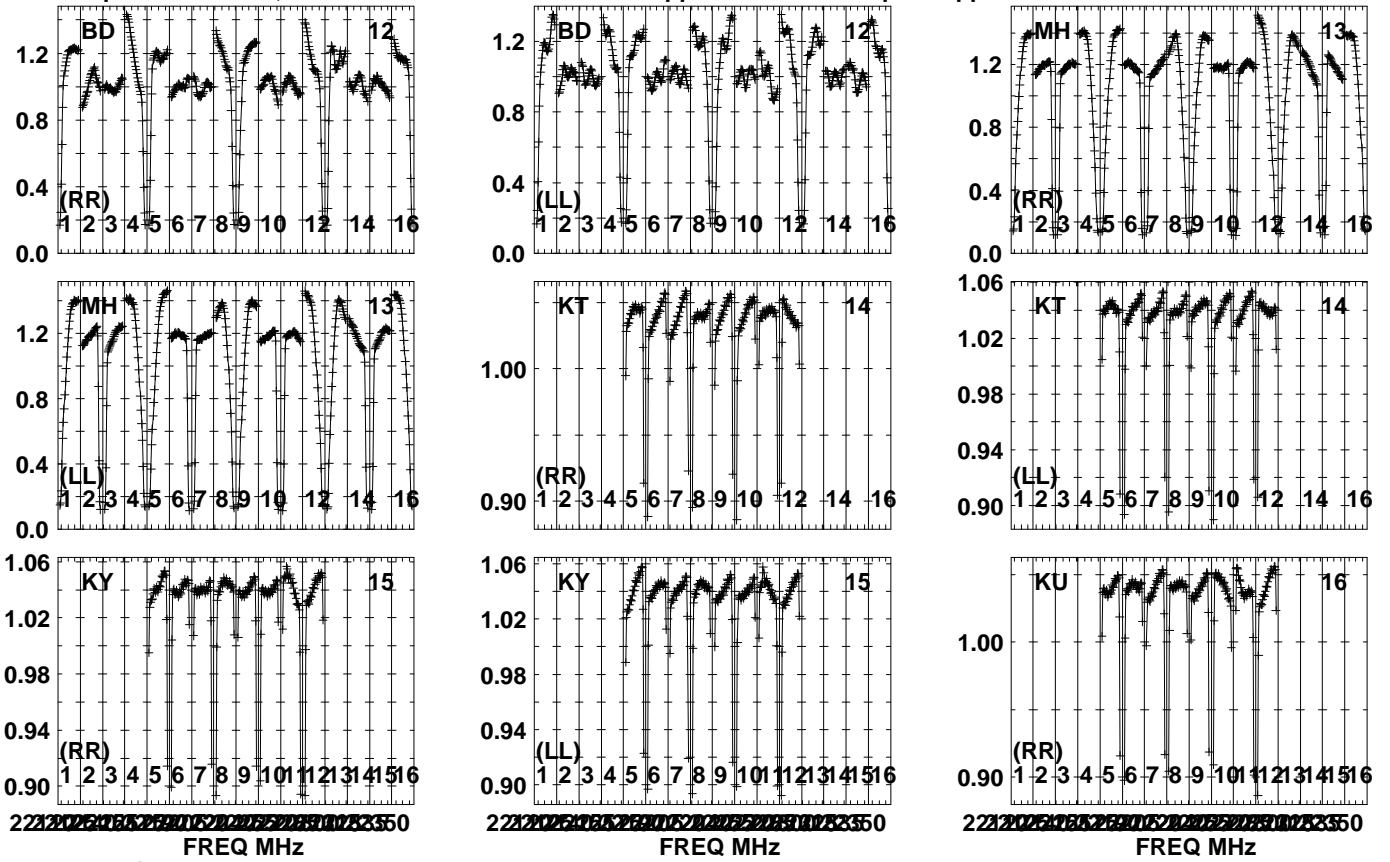 BD 12
1.2
0.8
0.4
0.0
(RR)
1 2 3 4 5 6 7 8 9 10 12 14 16
BD 12
1.2
0.8
0.4
0.0
(LL)
1 2 3 4 5 6 7 8 9 10 12 14 16
MH 13
1.2
0.8
0.4
0.0
(RR)
1 2 3 4 5 6 7 8 9 10 12 14 16
MH 13
1.2
0.8
0.4
0.0
(LL)
1 2 3 4 5 6 7 8 9 10 12 14 16
KT 14
1.00
0.90
(RR)
1 2 3 4 5 6 7 8 9 10 12 14 16
KT 14
1.06
1.02
0.98
0.94
0.90
(LL)
1 2 3 4 5 6 7 8 9 10 12 14 16
KY 15
1.06
1.02
0.98
0.94
0.90
(RR)
1 2 3 4 5 6 7 8 9 10 11 12 13 14 15 16
KY 15
1.06
1.02
0.98
0.94
0.90
(LL)
1 2 3 4 5 6 7 8 9 10 11 12 13 14 15 16
KU 16
1.00
0.90
(RR)
1 2 3 4 5 6 7 8 9 10 11 12 13 14 15 16
FREQ MHz
FREQ MHz
FREQ MHz